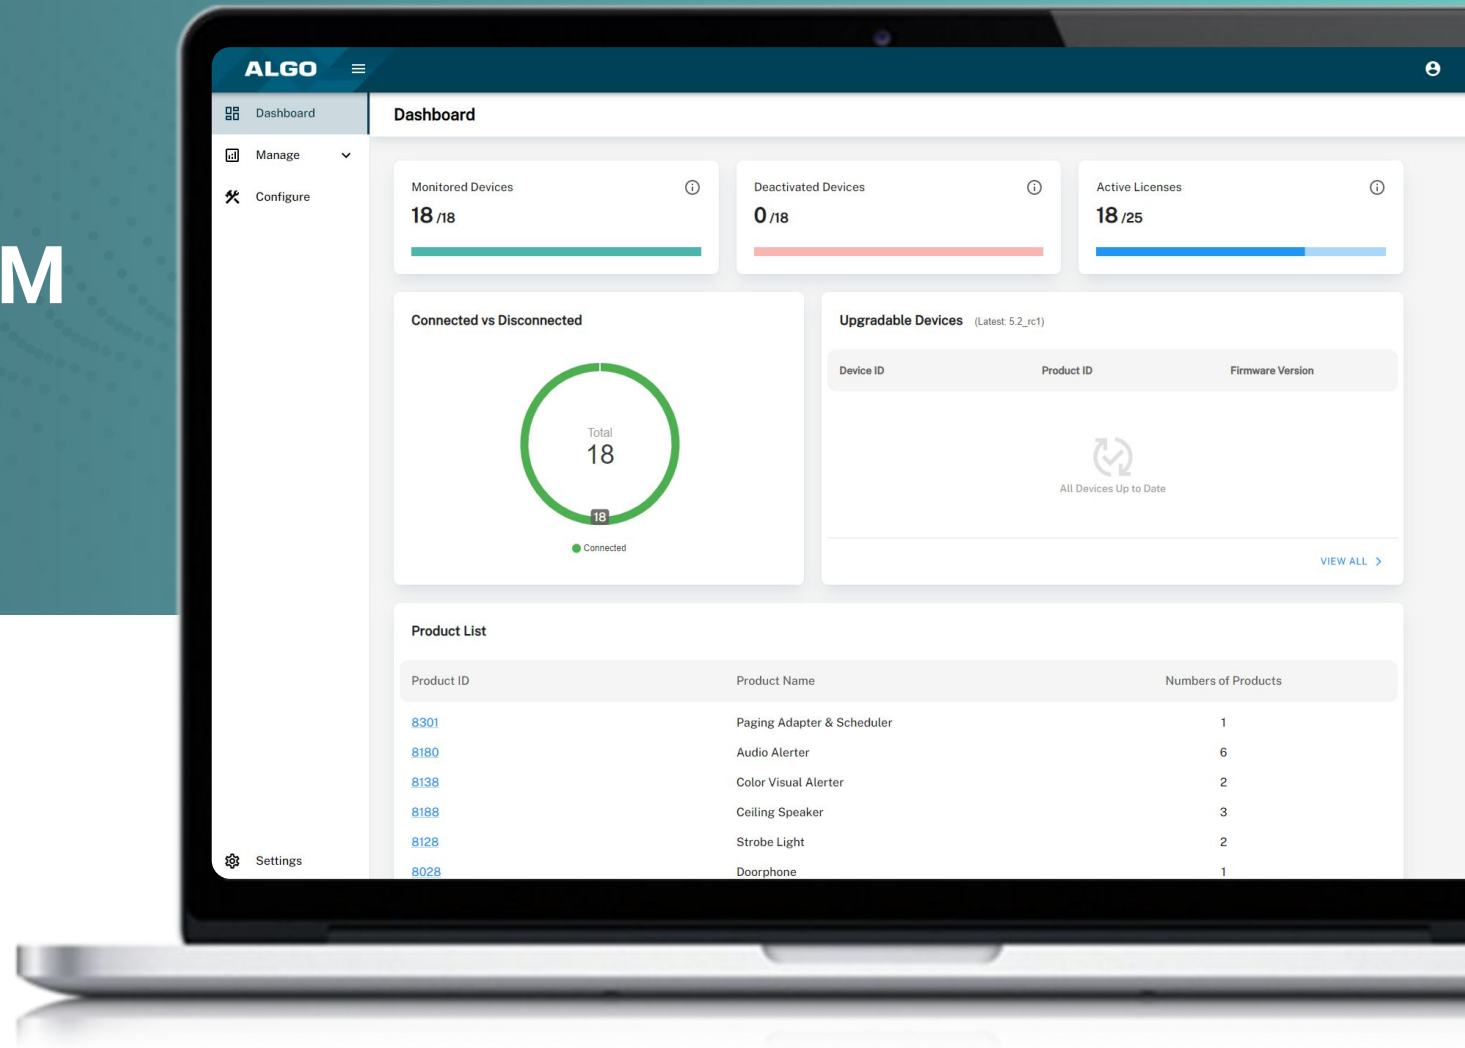 M
ALGO
Dashboard
Manage
Configure
Settings
Dashboard
Monitored Devices
18 /18
Deactivated Devices
0 /18
Active Licenses
18 /25
Connected vs Disconnected
Total
18
18
Connected
Upgradable Devices (Latest: 5.2_rc1)
Device ID Product ID Firmware Version
All Devices Up to Date
VIEW ALL
Product List
Product ID Product Name Numbers of Products
8301 Paging Adapter & Scheduler 1
8180 Audio Alerter 6
8138 Color Visual Alerter 2
8188 Ceiling Speaker 3
8128 Strobe Light 2
8028 Doorphone 1